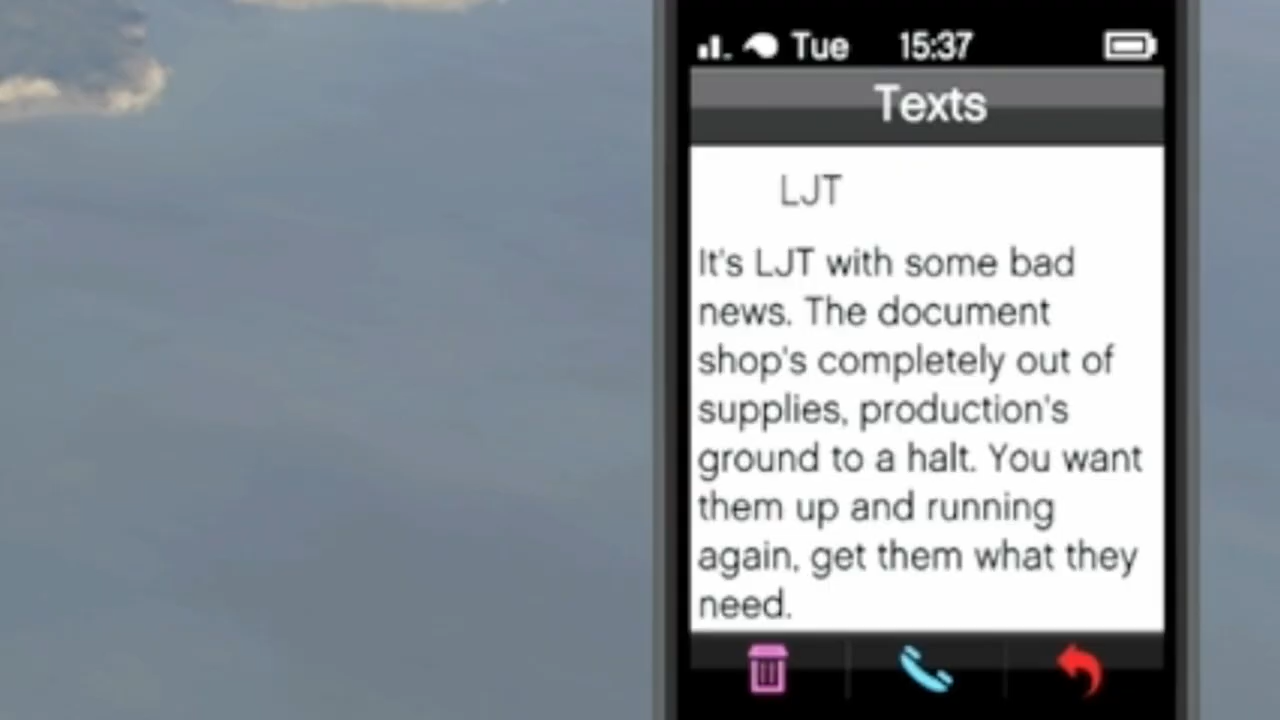 Tue 15:37
Texts
LJT
It's LJT with some bad
news. The document
shop's completely out of
supplies, production's
ground to a halt. You want
them up and running
again, get them what they
need.